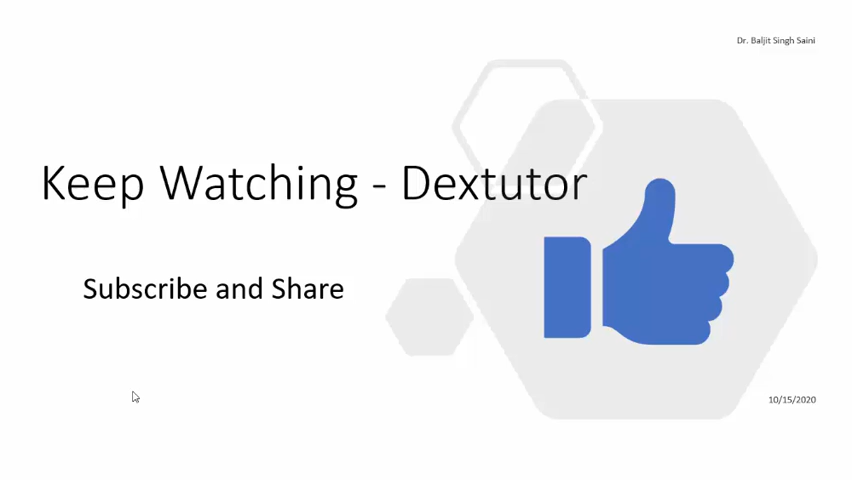 Dr. Baljit Singh Saini
Keep Watching - Dextutor
Subscribe and Share
10/15/2020